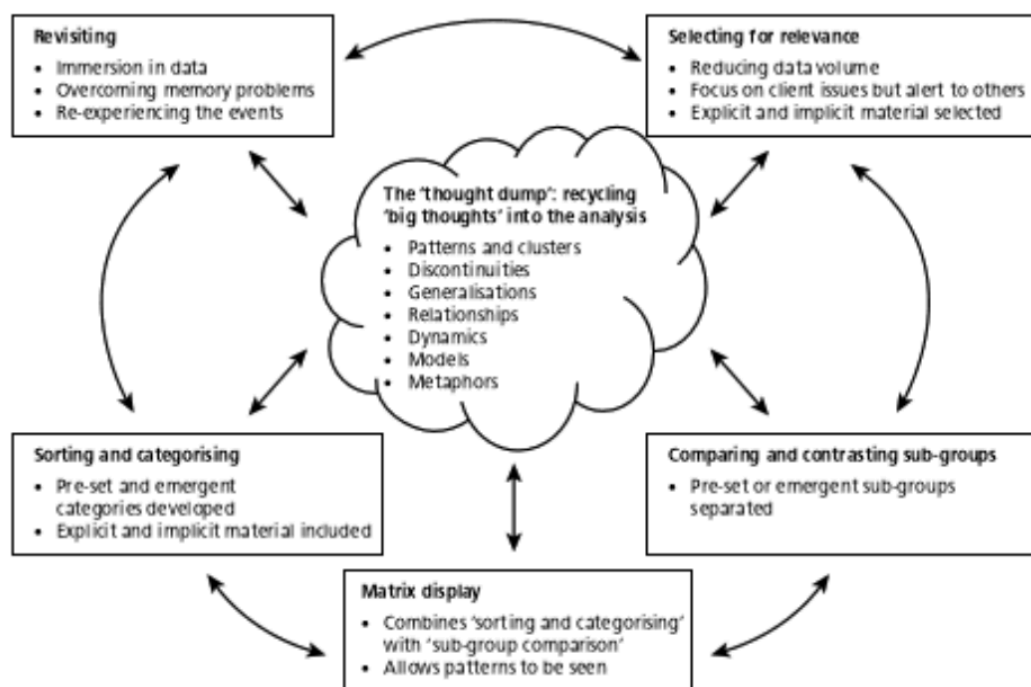 Revisiting
• Immersion in data
• Overcoming memory problems
• Re-experiencing the events
Selecting for relevance
• Reducing data volume
• Focus on client issues but alert to others
• Explicit and implicit material selected
The ‘thought dump’: recycling
‘big thoughts’ into the analysis
• Patterns and clusters
• Discontinuities
• Generalisations
• Relationships
• Dynamics
• Models
• Metaphors
Sorting and categorising
• Pre-set and emergent
categories developed
• Explicit and implicit material included
Comparing and contrasting sub-groups
• Pre-set or emergent sub-groups
separated
Matrix display
• Combines ‘sorting and categorising’
with ‘sub-group comparison’
• Allows patterns to be seen